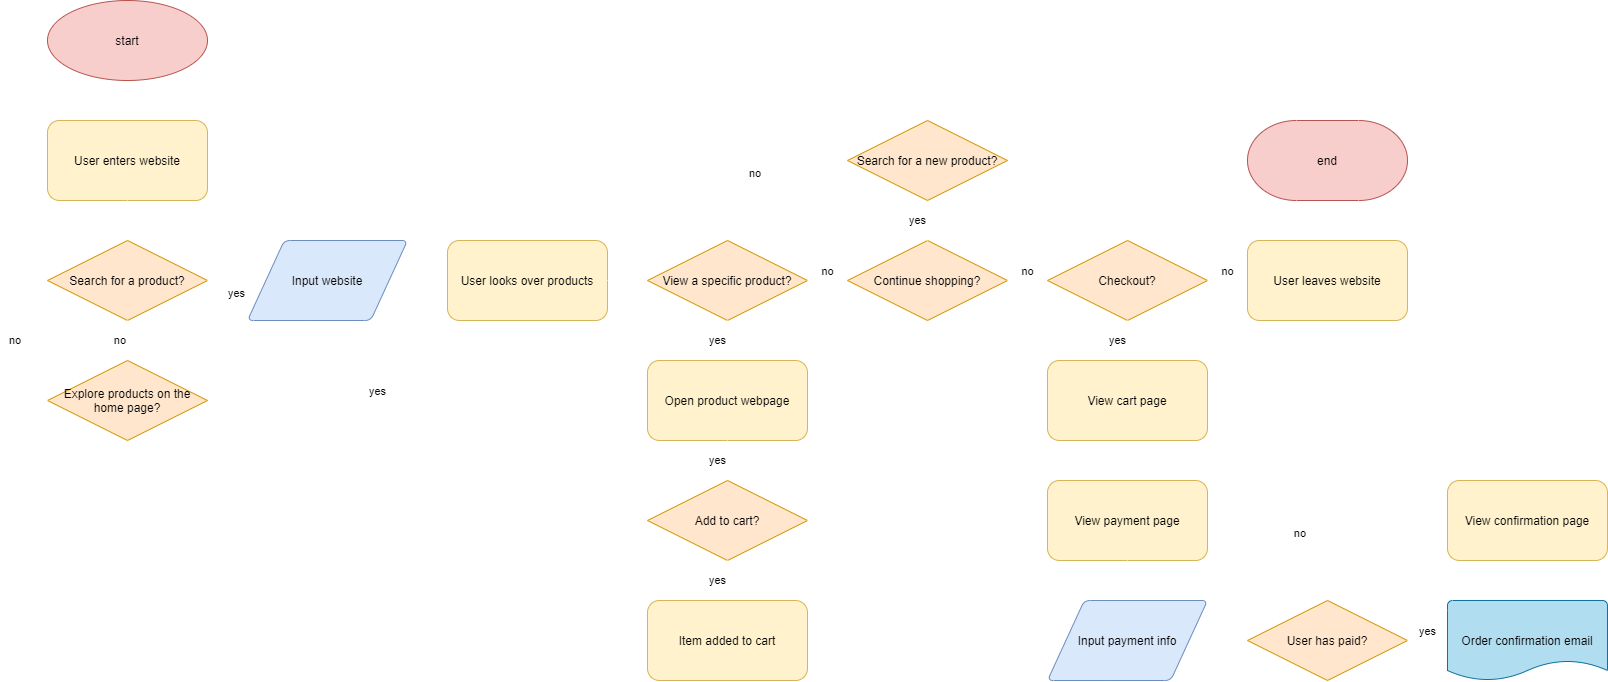 start
User enters website
Search for a new product?
end
no
yes
Search for a product?
yes
Input website
User looks over products
View a specific product?
no
Continue shopping?
no
Checkout?
no
User leaves website
no
no
yes
yes
Explore products on the
home page?
yes
Open product webpage
View cart page
yes
Add to cart?
View payment page
no
View confirmation page
yes
Item added to cart
Input payment info
User has paid?
yes
Order confirmation email